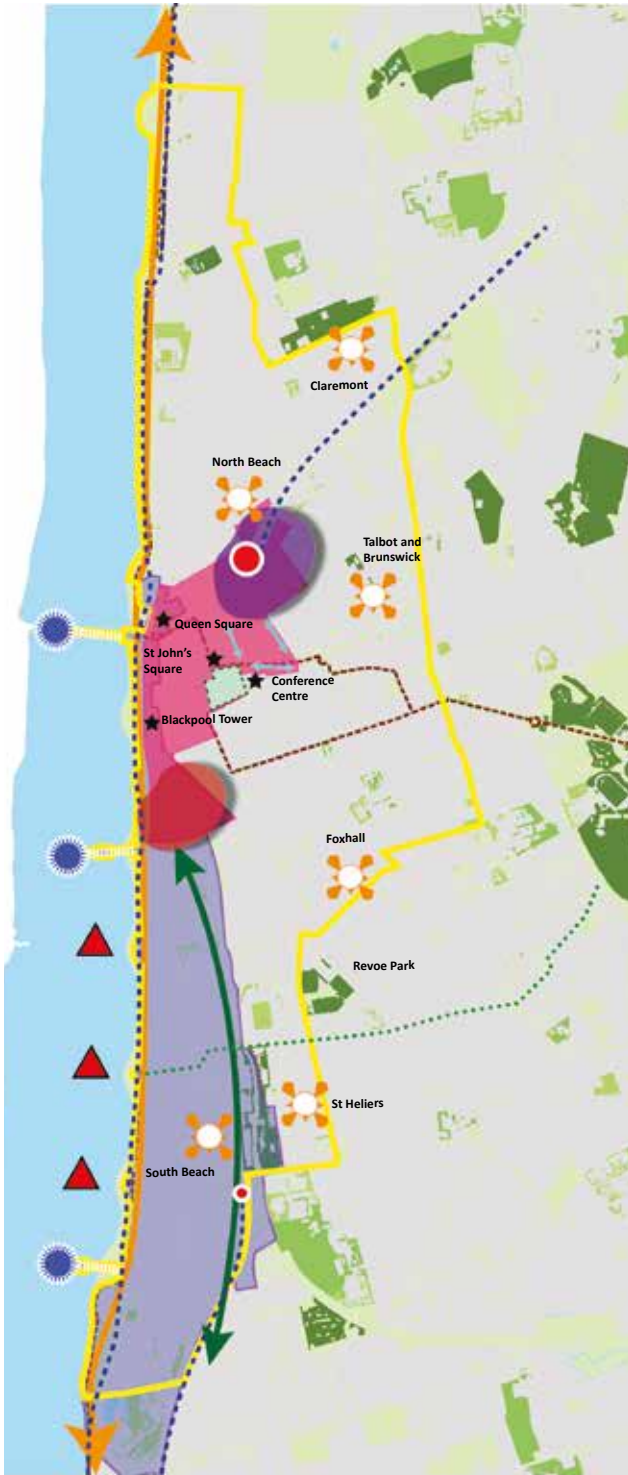 Claremont
North Beach
Talbot and
Brunswick
Queen Square
St John's
Square
Conference
Centre
Blackpool Tower
Foxhall
Revoe Park
St Heliers
South Beach